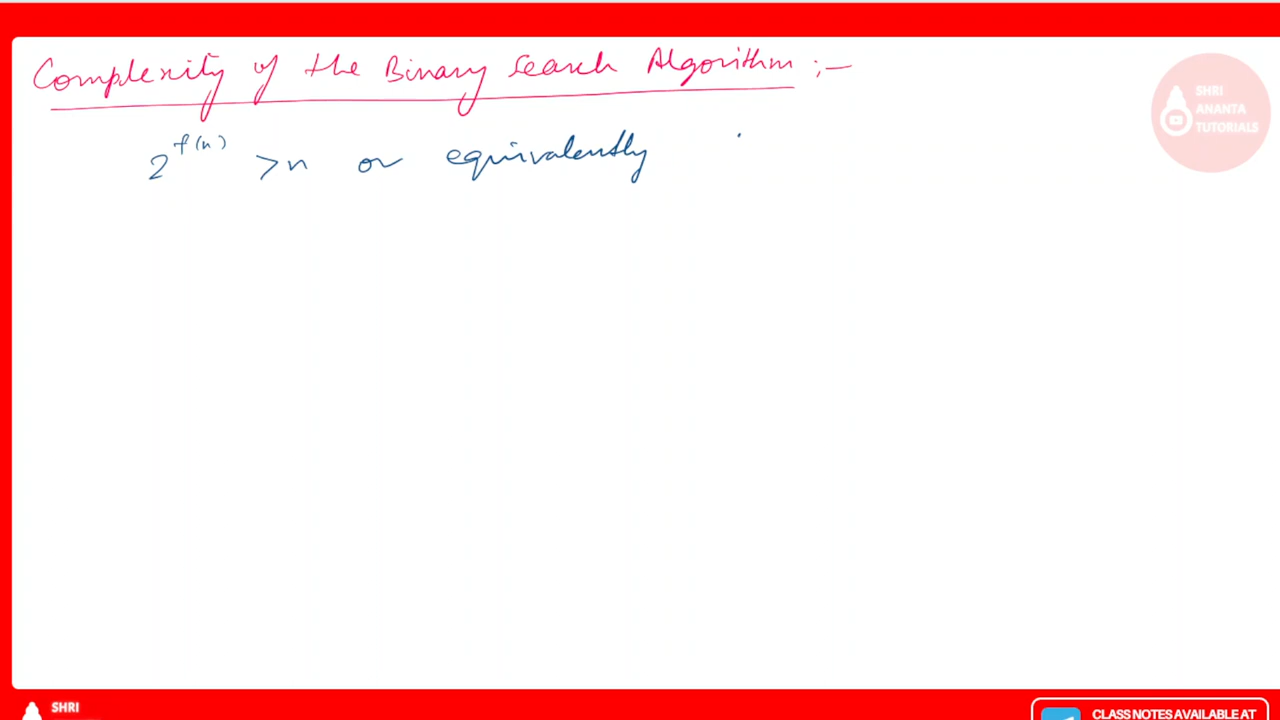 Complexity of the Binary Search Algorithm :-
2^f(n) > n or equivalently
SHRI
ANANTA
TUTORIALS
SHRI
CLASS NOTES AVAILABLE AT